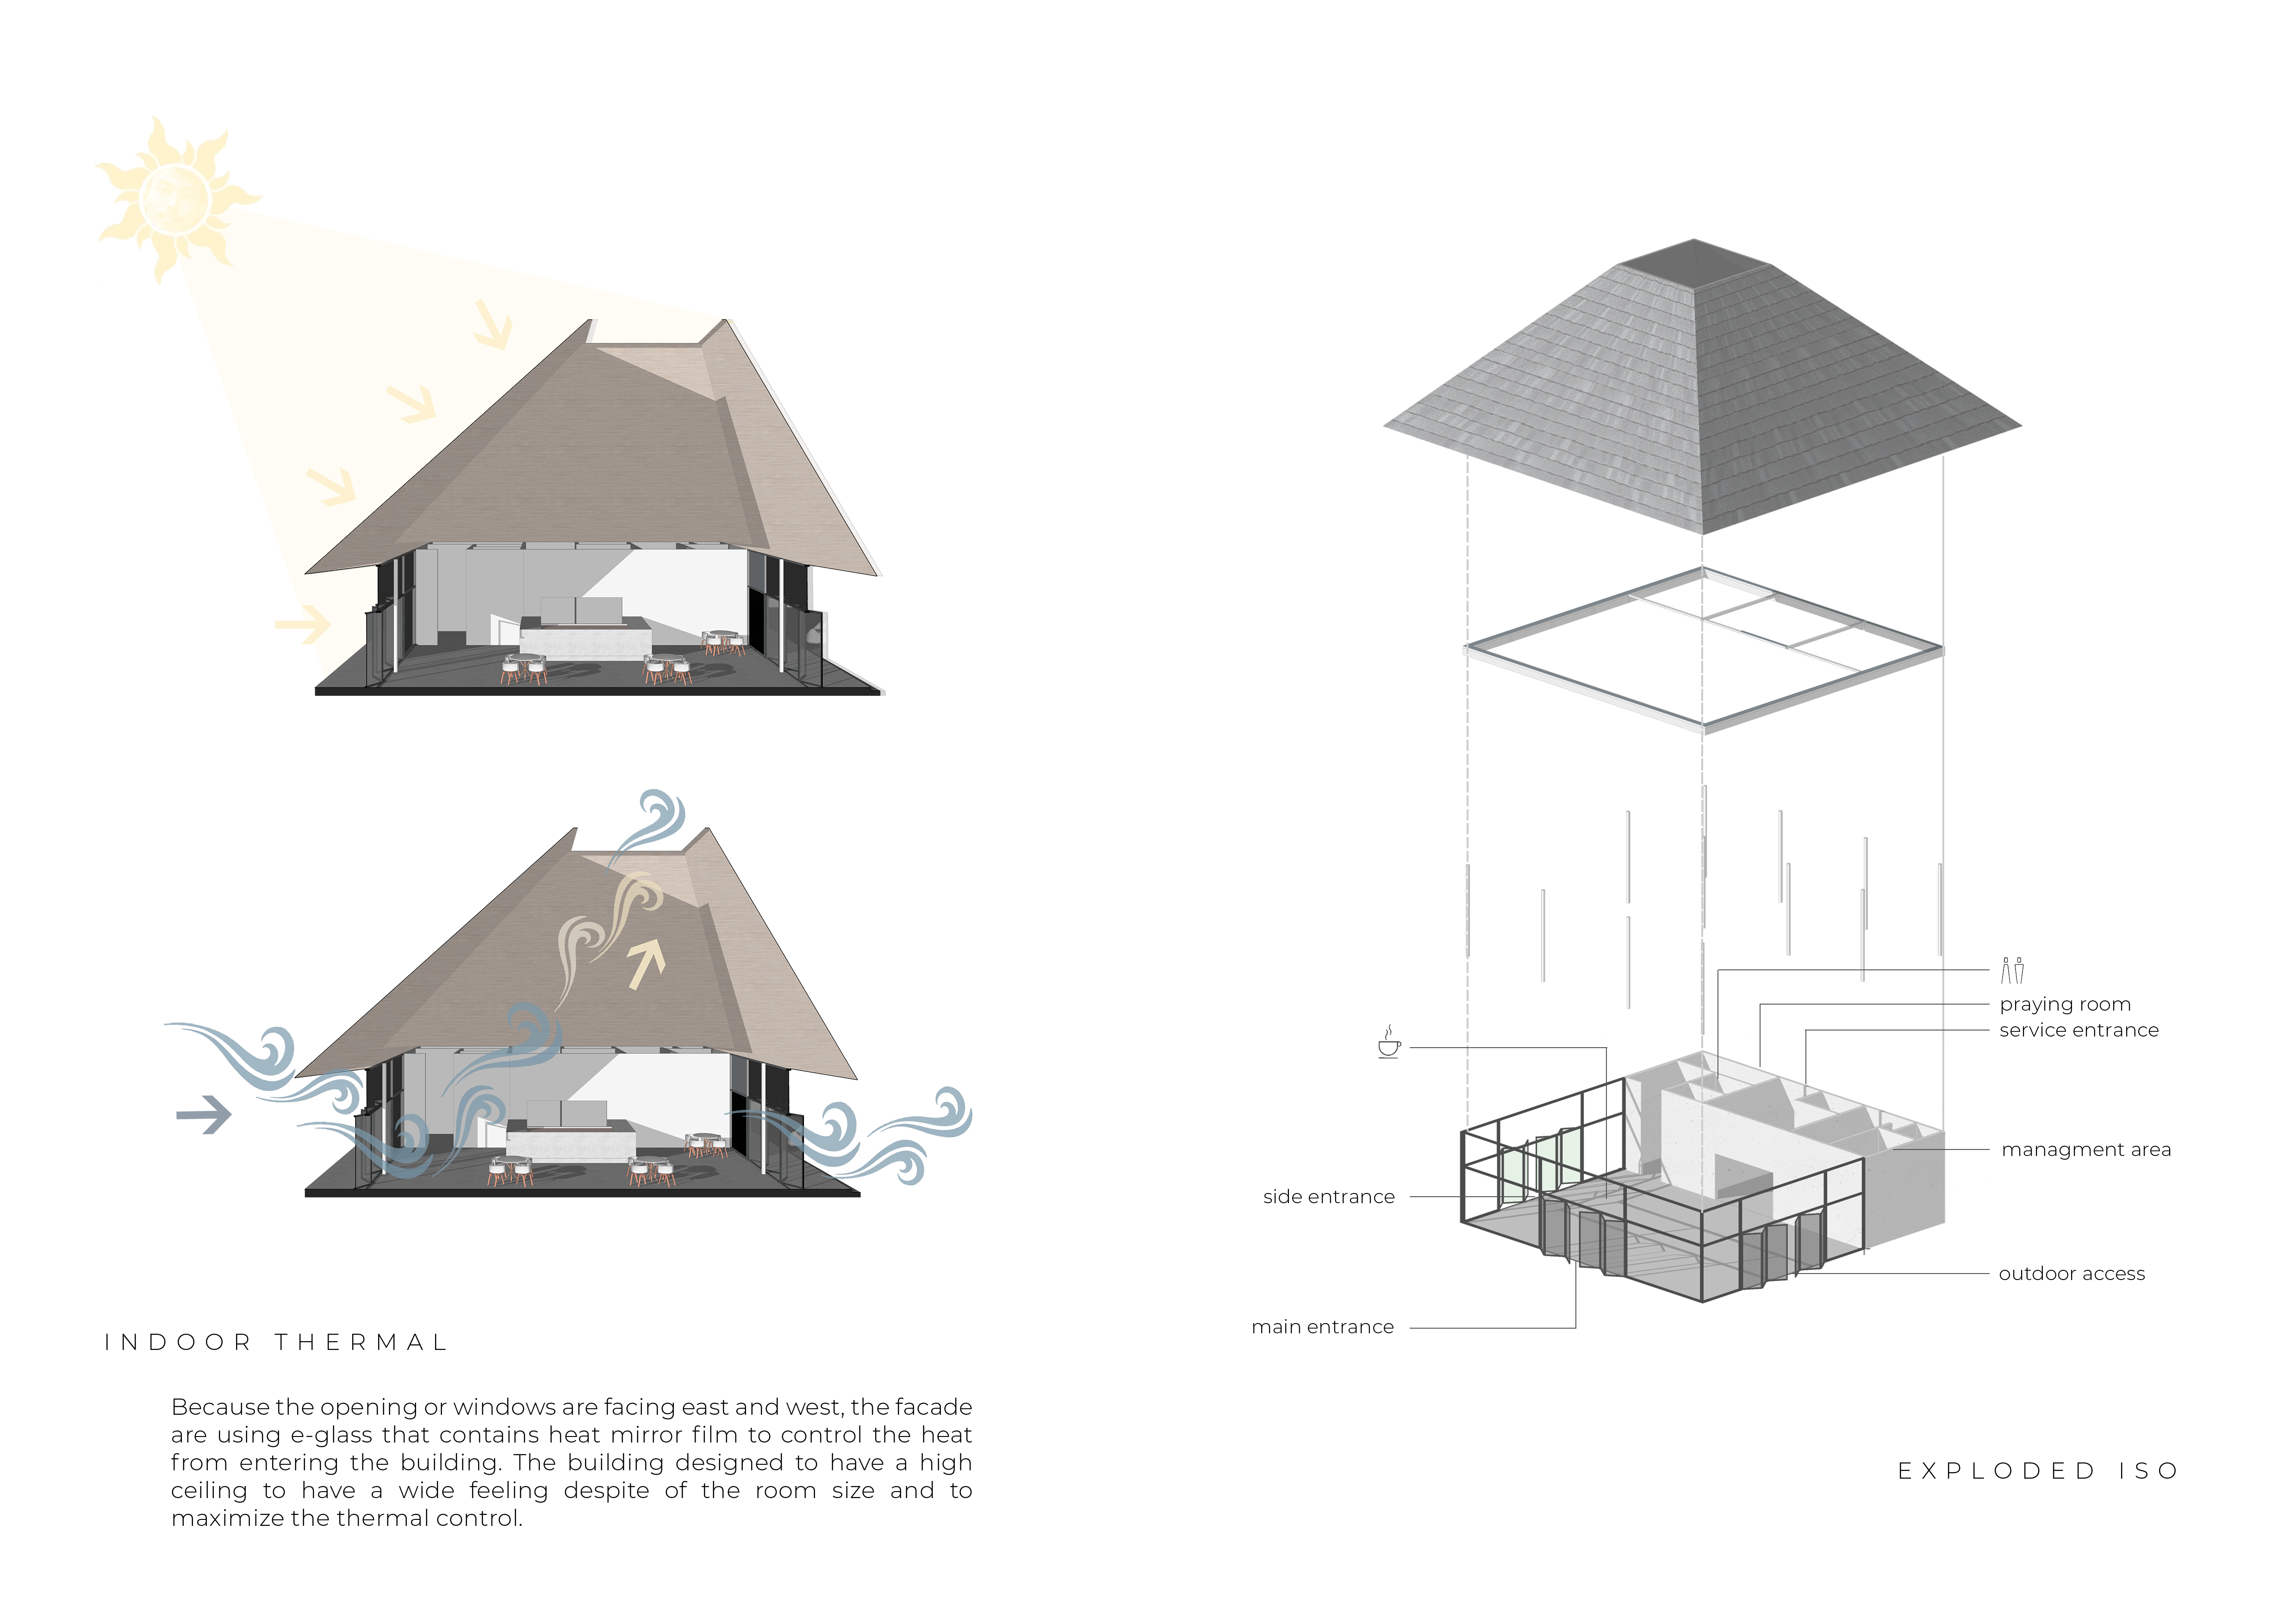 INDOOR THERMAL
Because the opening or windows are facing east and west, the facade
are using e-glass that contains heat mirror film to control the heat
from entering the building. The building designed to have a high
ceiling to have a wide feeling despite of the room size and to
maximize the thermal control.
praying room
service entrance
managment area
side entrance
outdoor access
main entrance
EXPLODED ISO